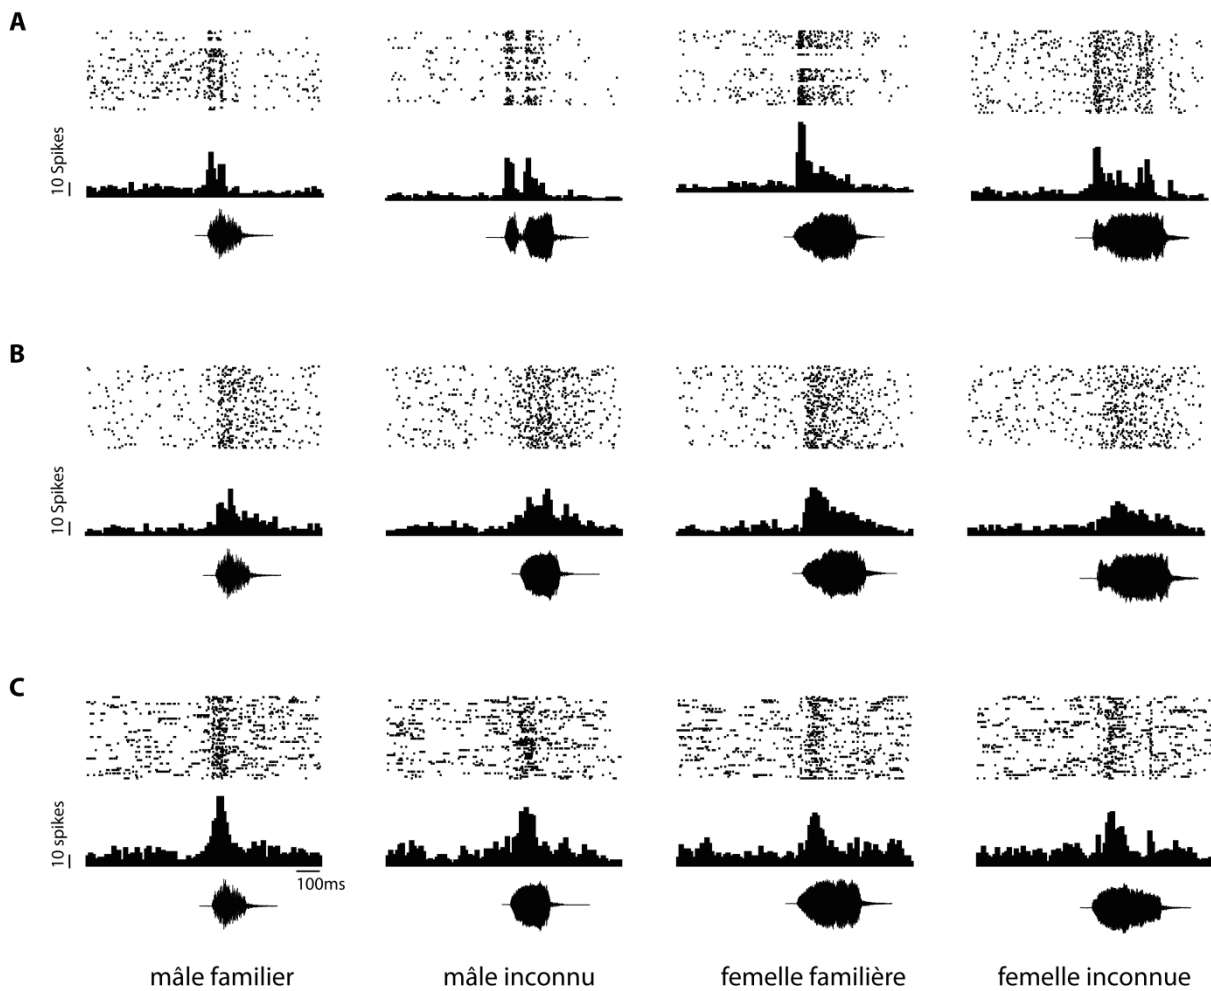 A
10 Spikes
B
10 Spikes
C
10 spikes
100ms
mâle familier
mâle inconnu
femelle familière
femelle inconnue